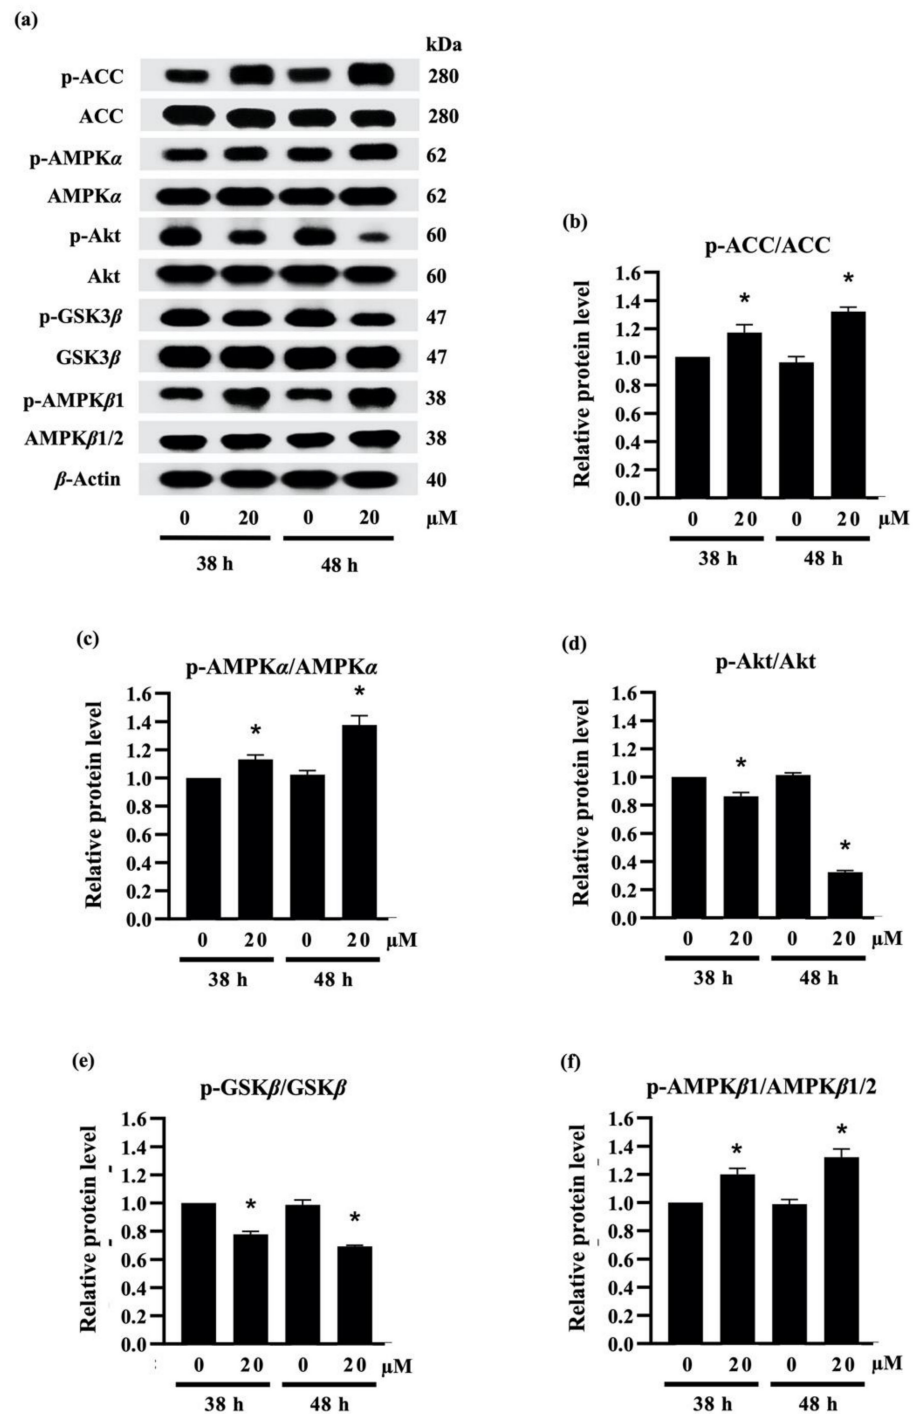 (a)
kDa
p-ACC 280
ACC 280
p-AMPKα 62
AMPKα 62
p-Akt 60
Akt 60
p-GSK3β 47
GSK3β 47
p-AMPKβ1 38
AMPKβ1/2 38
β-Actin 40
0 20 0 20 μM
38 h 48 h
(b)
p-ACC/ACC
Relative protein level
1.6
1.4
1.2
1.0
0.8
0.6
0.4
0.2
0.0
* *
0 20 0 20 μM
38 h 48 h
(c)
p-AMPKα/AMPKα
Relative protein level
1.6
1.4
1.2
1.0
0.8
0.6
0.4
0.2
0.0
* *
0 20 0 20 μM
38 h 48 h
(d)
p-Akt/Akt
Relative protein level
1.6
1.4
1.2
1.0
0.8
0.6
0.4
0.2
0.0
* *
0 20 0 20 μM
38 h 48 h
(e)
p-GSKβ/GSKβ
Relative protein level
1.6
1.4
1.2
1.0
0.8
0.6
0.4
0.2
0.0
* *
0 20 0 20 μM
38 h 48 h
(f)
p-AMPKβ1/AMPKβ1/2
Relative protein level
1.6
1.4
1.2
1.0
0.8
0.6
0.4
0.2
0.0
* *
0 20 0 20 μM
38 h 48 h